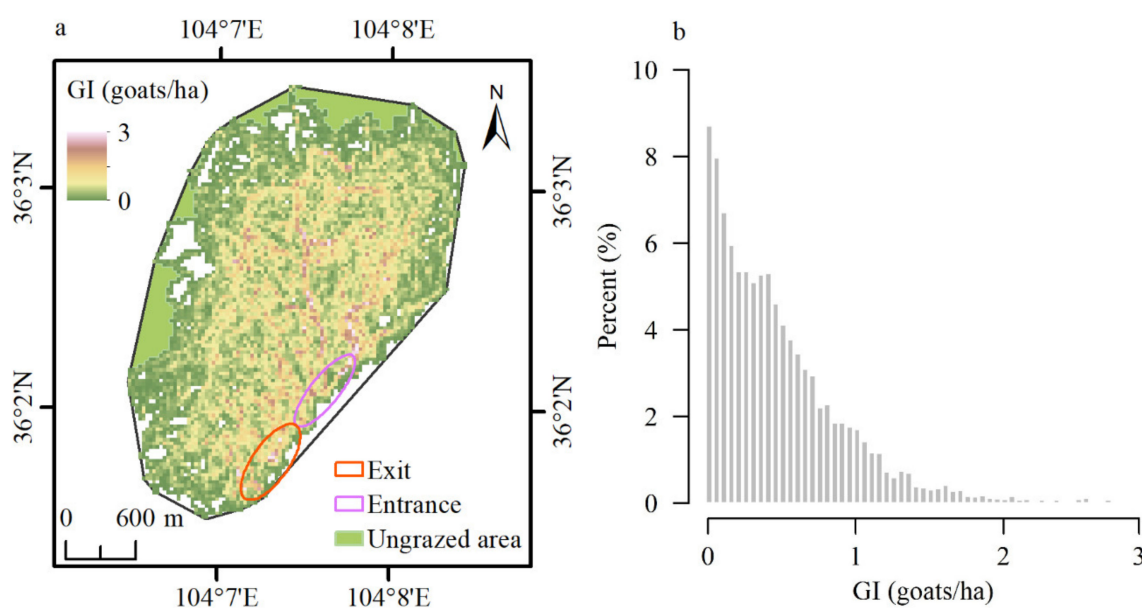 a
104°7'E 104°8'E
GI (goats/ha)
3
0
N
36°3'N
36°3'N
36°2'N
36°2'N
Exit
Entrance
Ungrazed area
0 600 m
104°7'E 104°8'E
b
10
8
6
4
2
0
Percent (%)
0 1 2 3
GI (goats/ha)